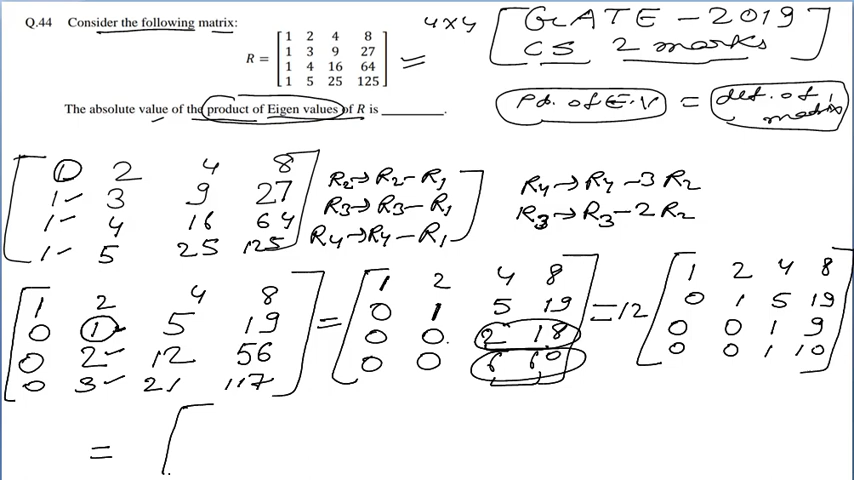 Q.44 Consider the following matrix:
4x4
[GATE - 2019
CS 2 marks]
R = [1 2 4 8
1 3 9 27
1 4 16 64
1 5 25 125] =
The absolute value of the product of Eigen values of R is ______.
Pd. of E.V = det. of matrix
[1 2 4 8
1 3 9 27
1 4 16 64
1 5 25 125]
R2→R2-R1
R3→R3-R1
R4→R4-R1
R4→R4-3R2
R3→R3-2R2
[1 2 4 8
0 1 5 19
0 2 12 56
0 3 21 117]
= [1 2 4 8
0 1 5 19
0 0 2 18
0 0 6 60]
= 12 [1 2 4 8
0 1 5 19
0 0 1 9
0 0 1 10]
= [